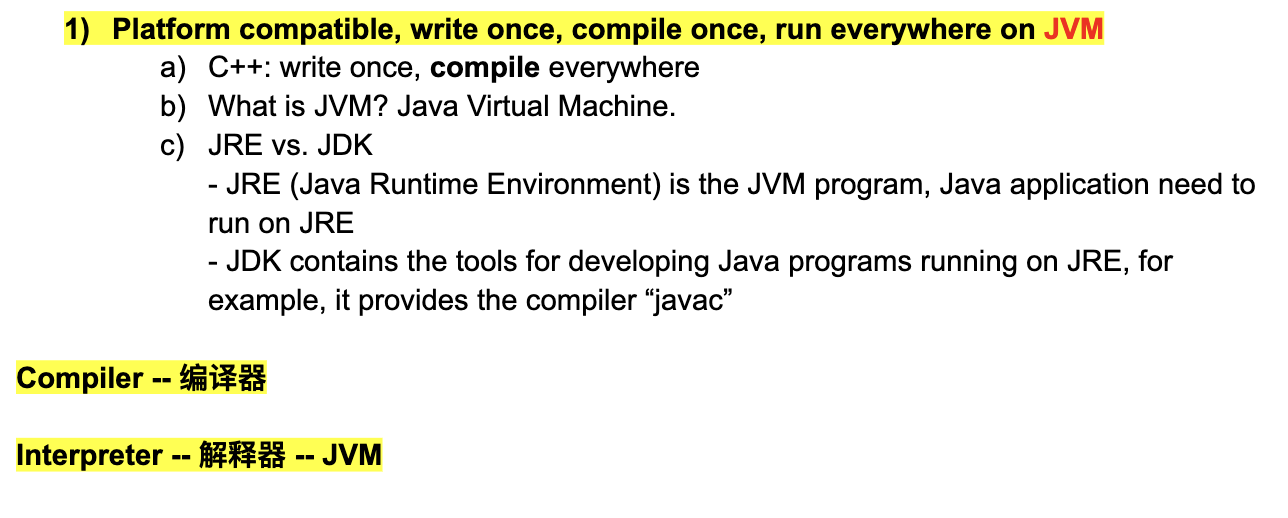 1) Platform compatible, write once, compile once, run everywhere on JVM
a) C++: write once, compile everywhere
b) What is JVM? Java Virtual Machine.
c) JRE vs. JDK
- JRE (Java Runtime Environment) is the JVM program, Java application need to
run on JRE
- JDK contains the tools for developing Java programs running on JRE, for
example, it provides the compiler “javac”
Compiler -- 编译器
Interpreter -- 解释器 -- JVM